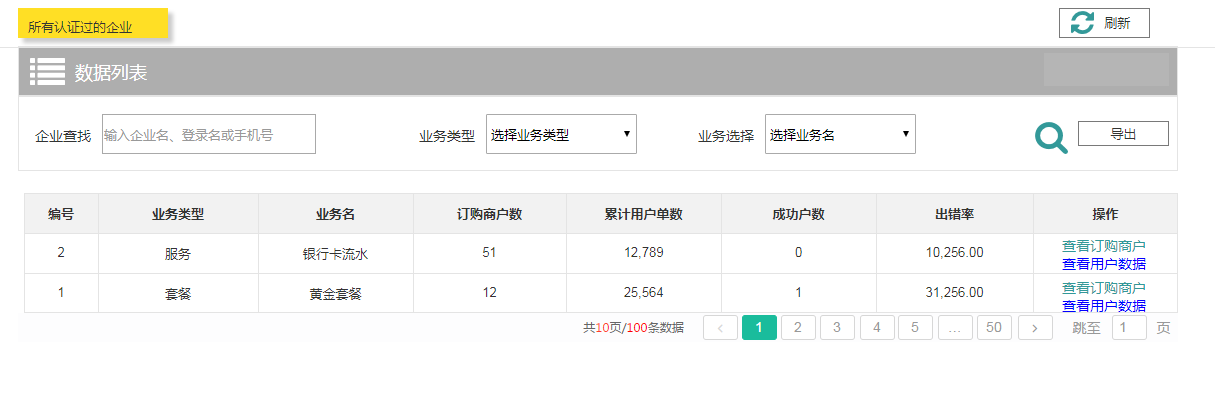 所有认证过的企业
刷新
数据列表
企业查找 输入企业名、登录名或手机号 业务类型 选择业务类型 业务选择 选择业务名 导出
编号 业务类型 业务名 订购商户数 累计用户单数 成功户数 出错率 操作
2 服务 银行卡流水 51 12,789 0 10,256.00 查看订购商户
查看用户数据
1 套餐 黄金套餐 12 25,564 1 31,256.00 查看订购商户
查看用户数据
共10页/100条数据 ‹ 1 2 3 4 5 ... 50 › 跳至 1 页